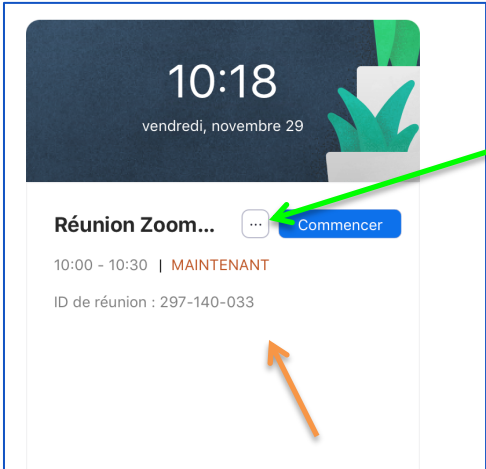 10:18
vendredi, novembre 29
Réunion Zoom... ... Commencer
10:00 - 10:30 | MAINTENANT
ID de réunion : 297-140-033